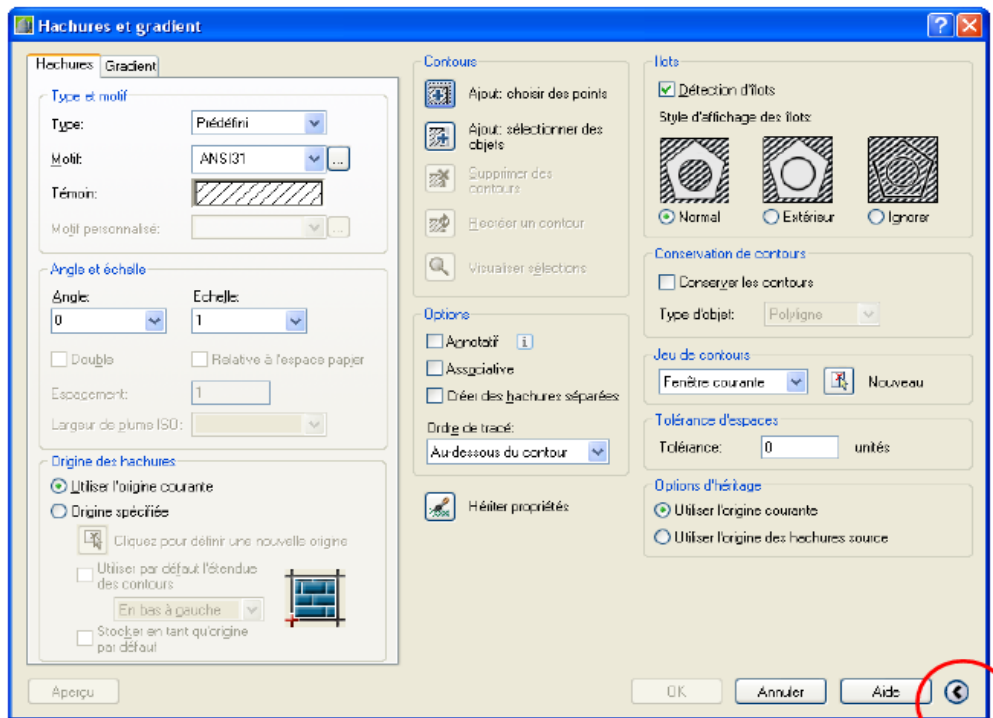 Hachures et gradient
Hachures
Gradient
Type et motif
Type:
Prédéfini
Motif:
ANSI31
...
Témoin:
Motif personnalisé:
...
Angle et échelle
Angle:
Echelle:
0
1
Double
Relative à l'espace papier
Espacement:
1
Largeur de plume ISO:
Origine des hachures
Utiliser l'origine courante
Origine spécifiée
Cliquez pour définir une nouvelle origine
Utiliser par défaut l'étendue
des contours
En bas à gauche
Stocker en tant qu'origine
par défaut
Aperçu
Contours
Ajout: choisir des points
Ajout: sélectionner des
objets
Supprimer des
contours
Recréer un contour
Visualiser sélections
Options
Annotatif
i
Associative
Créer des hachures séparées
Ordre de tracé:
Au-dessous du contour
Hériter propriétés
Ilots
Détection d'îlots
Style d'affichage des îlots:
Normal
Extérieur
Ignorer
Conservation de contours
Conserver les contours
Type d'objet:
Polyligne
Jeu de contours
Fenêtre courante
Nouveau
Tolérance d'espaces
Tolérance:
0
unités
Options d'héritage
Utiliser l'origine courante
Utiliser l'origine des hachures source
OK
Annuler
Aide